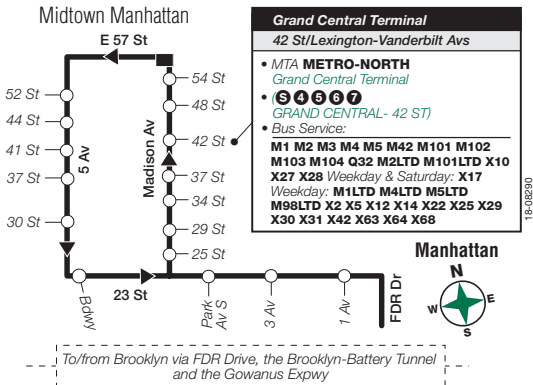 Midtown Manhattan
E 57 St
54 St
52 St
48 St
44 St
42 St
41 St
5 Av
Madison Av
37 St
37 St
34 St
30 St
29 St
25 St
23 St
Bdwy
Park
Av S
3 Av
1 Av
FDR Dr
Grand Central Terminal
42 St/Lexington-Vanderbilt Avs
• MTA METRO-NORTH
Grand Central Terminal
• (S 4 5 6 7
GRAND CENTRAL- 42 ST)
• Bus Service:
M1 M2 M3 M4 M5 M42 M101 M102
M103 M104 Q32 M2LTD M101LTD X10
X27 X28 Weekday & Saturday: X17
Weekday: M1LTD M4LTD M5LTD
M98LTD X2 X5 X12 X14 X22 X25 X29
X30 X31 X42 X63 X64 X68
18-08290
Manhattan
N
W E
S
To/from Brooklyn via FDR Drive, the Brooklyn-Battery Tunnel
and the Gowanus Expwy